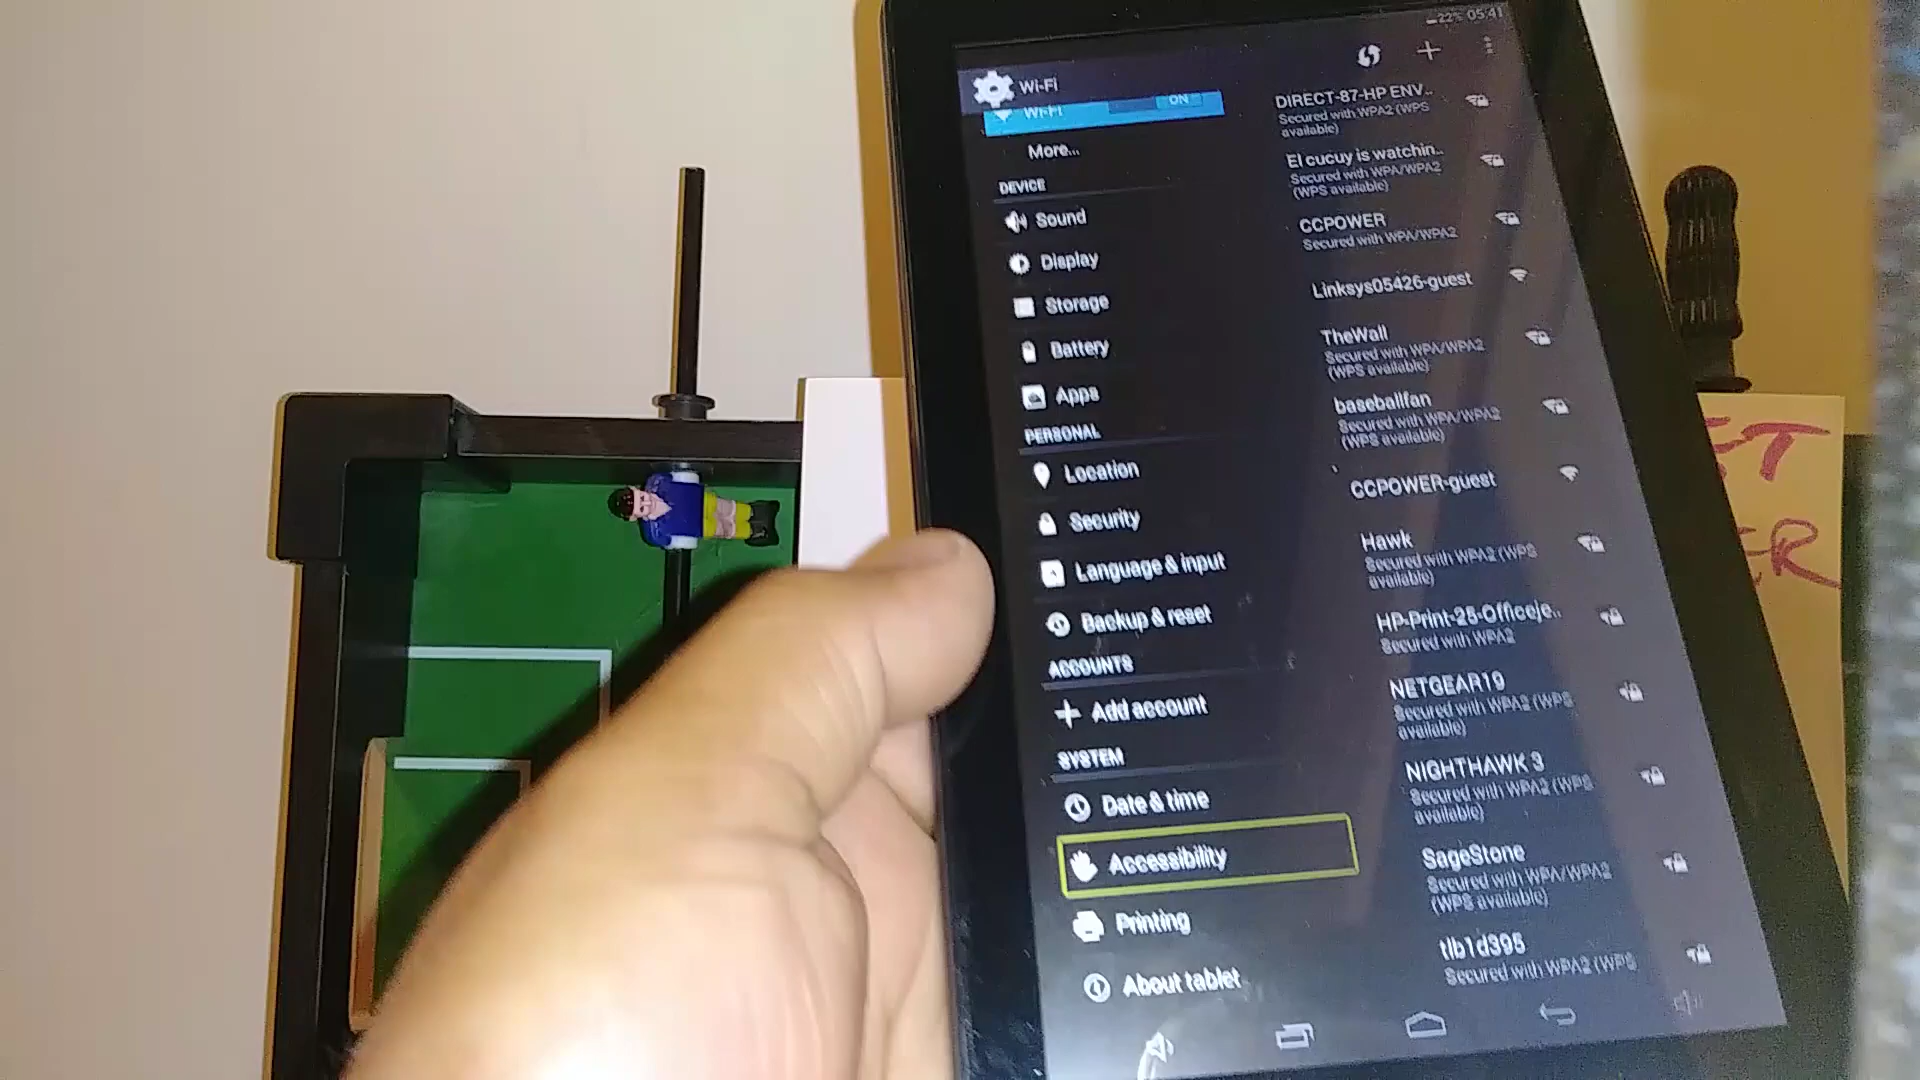 22% 05:41
Wi-Fi
Wi-Fi ON
More...
DEVICE
Sound
Display
Storage
Battery
Apps
PERSONAL
Location
Security
Language & input
Backup & reset
ACCOUNTS
Add account
SYSTEM
Date & time
Accessibility
Printing
About tablet
DIRECT-87-HP ENV..
Secured with WPA2 (WPS
available)
El cucuy is watchin..
Secured with WPA/WPA2
(WPS available)
CCPOWER
Secured with WPA/WPA2
Linksys05426-guest
TheWall
Secured with WPA/WPA2
(WPS available)
baseballfan
Secured with WPA/WPA2
(WPS available)
CCPOWER-guest
Hawk
Secured with WPA2 (WPS
available)
HP-Print-25-Officeje..
Secured with WPA2
NETGEAR19
Secured with WPA2 (WPS
available)
NIGHTHAWK 3
Secured with WPA2 (WPS
available)
SageStone
Secured with WPA/WPA2
(WPS available)
tlb1d395
Secured with WPA2 (WPS